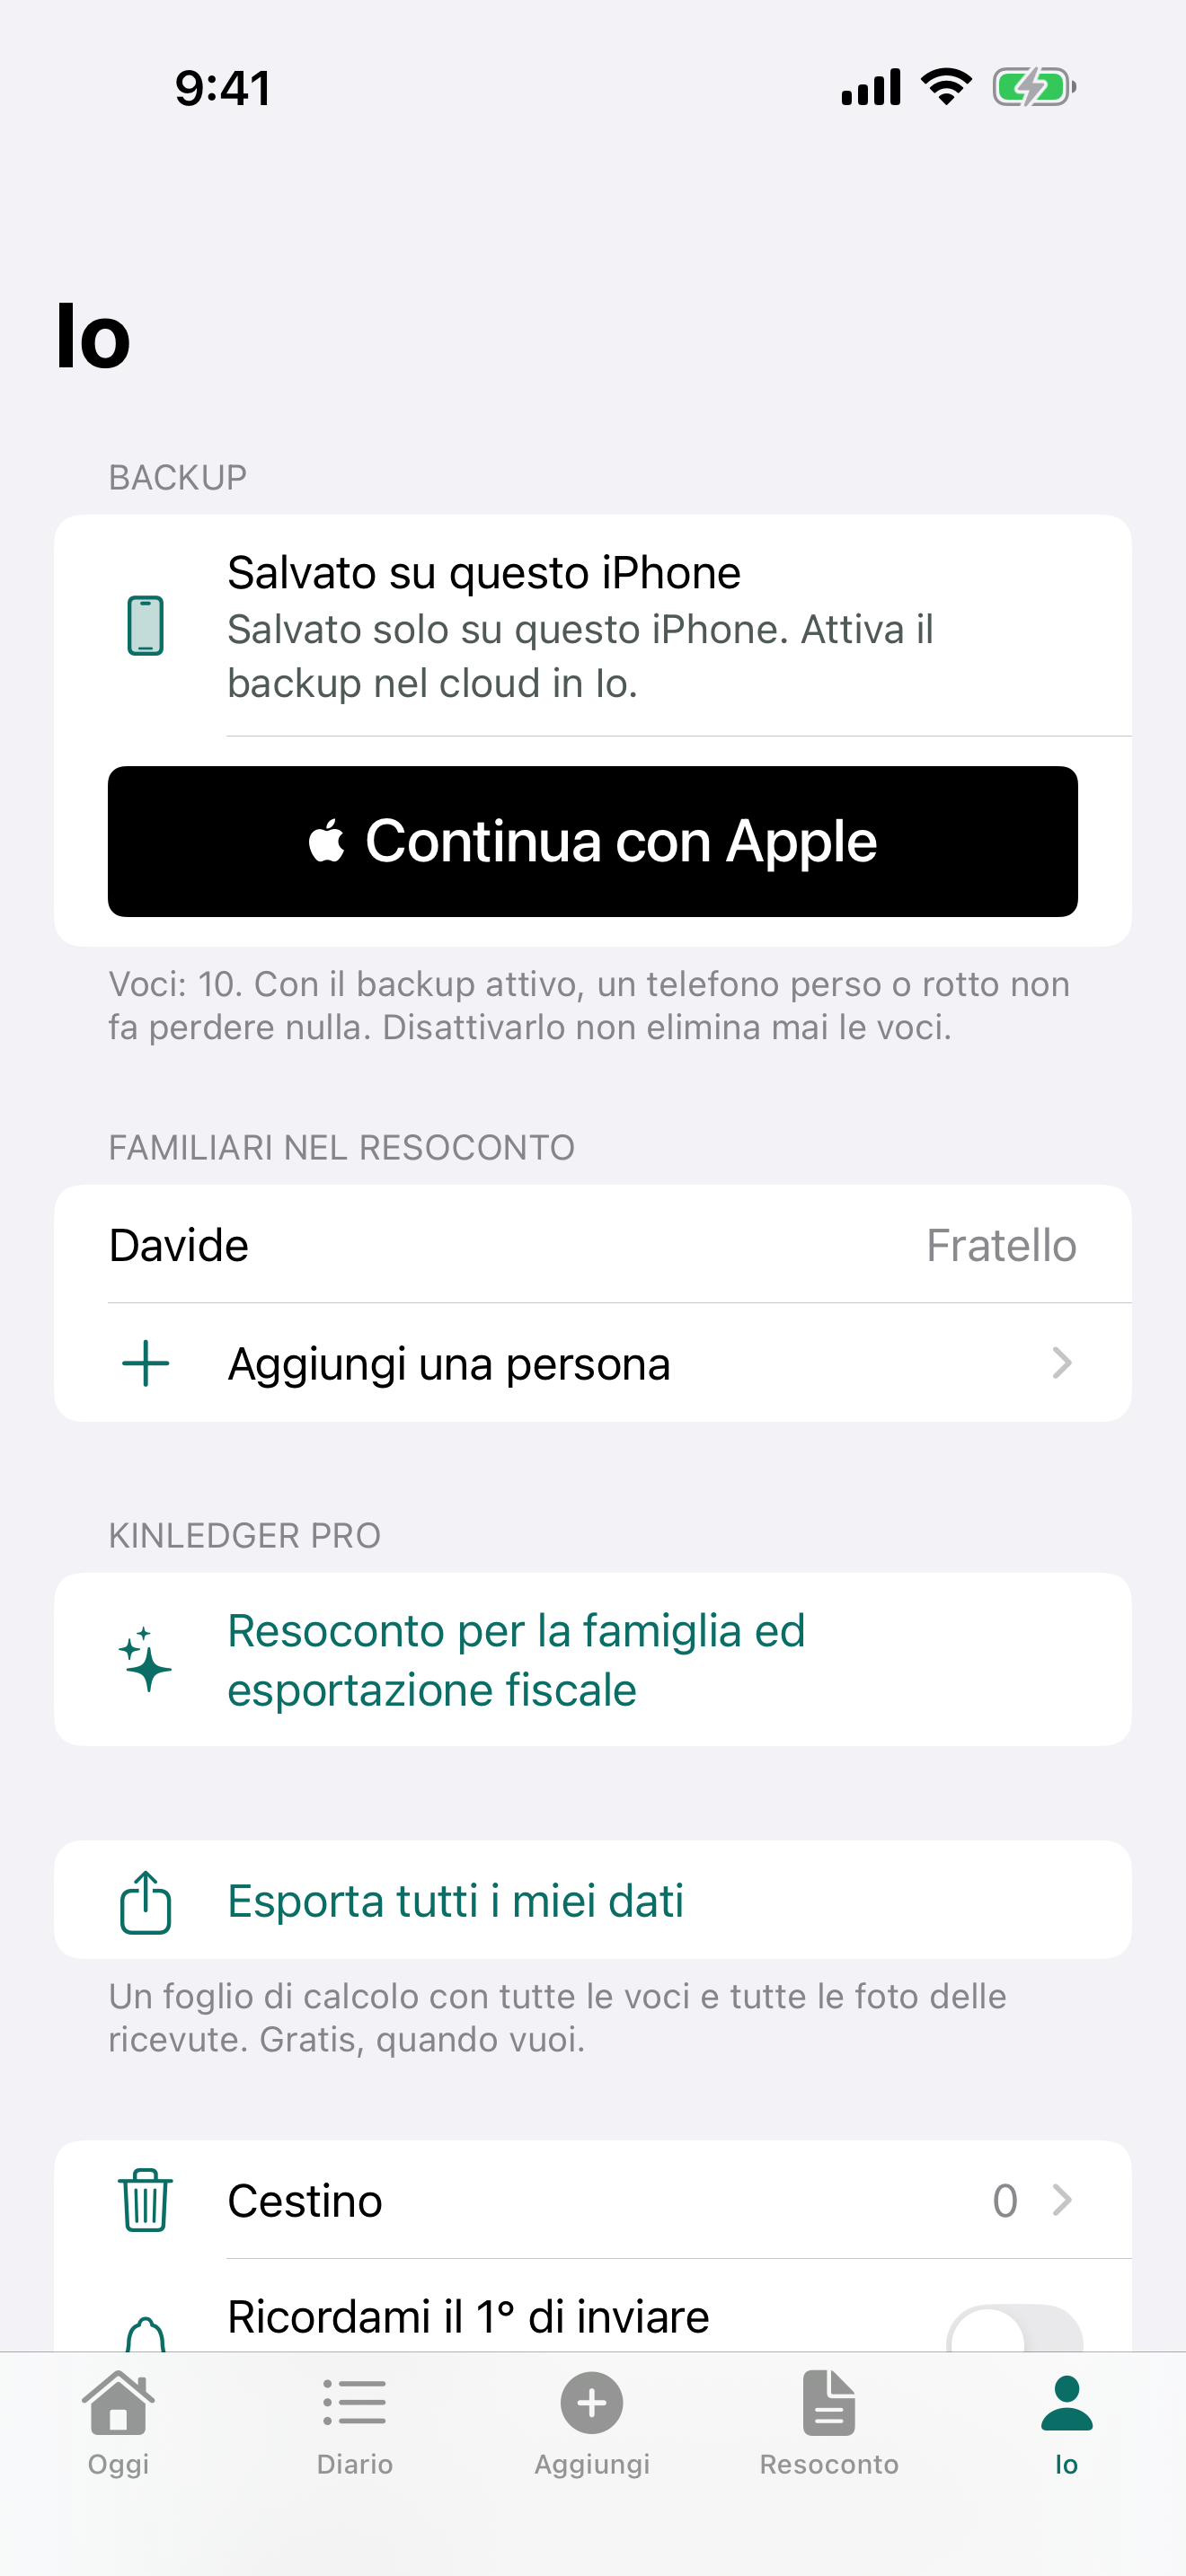 9:41
Io
BACKUP
Salvato su questo iPhone
Salvato solo su questo iPhone. Attiva il
backup nel cloud in Io.
Continua con Apple
Voci: 10. Con il backup attivo, un telefono perso o rotto non
fa perdere nulla. Disattivarlo non elimina mai le voci.
FAMILIARI NEL RESOCONTO
Davide Fratello
Aggiungi una persona
KINLEDGER PRO
Resoconto per la famiglia ed
esportazione fiscale
Esporta tutti i miei dati
Un foglio di calcolo con tutte le voci e tutte le foto delle
ricevute. Gratis, quando vuoi.
Cestino 0
Ricordami il 1° di inviare
Oggi Diario Aggiungi Resoconto Io